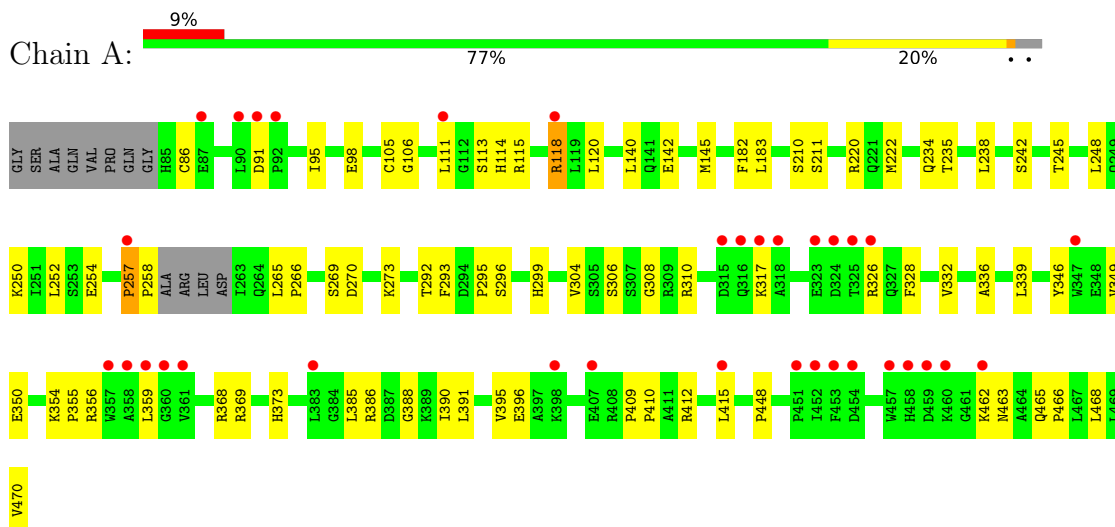 9%
Chain A:
77% 20% • •
GLY SER ALA GLN VAL PRO GLN GLY H85 C86 E87 L90 D91 P92 I95 E98 C105 G106 L111 G112 S113 H114 R115 R118 L119 L120 L140 Q141 E142 M145 F182 L183 S210 S211 R220 Q221 M222 Q234 T235 L238 S242 T245 L248
K250 I251 L252 S253 E254 P257 P258 ALA ARG LEU ASP I263 Q264 L265 P266 S269 D270 K273 T292 F293 D294 P295 S296 H299 V304 S305 S306 S307 G308 R309 R310 D315 Q316 K317 A318 E323 D324 T325 R326 Q327 F328 V332 A336 L339 Y346 W347 E348
E350 K354 P355 R356 W357 A358 L359 G360 V361 R368 R369 H373 L383 G384 L385 R386 D387 G388 K389 I390 L391 V395 E396 A397 K398 E407 R408 P409 P410 A411 R412 L415 P448 P451 I452 F453 D454 W457 H458 D459 K460 G461 K462 N463 A464 Q465 P466 L467 L468 L469
V470